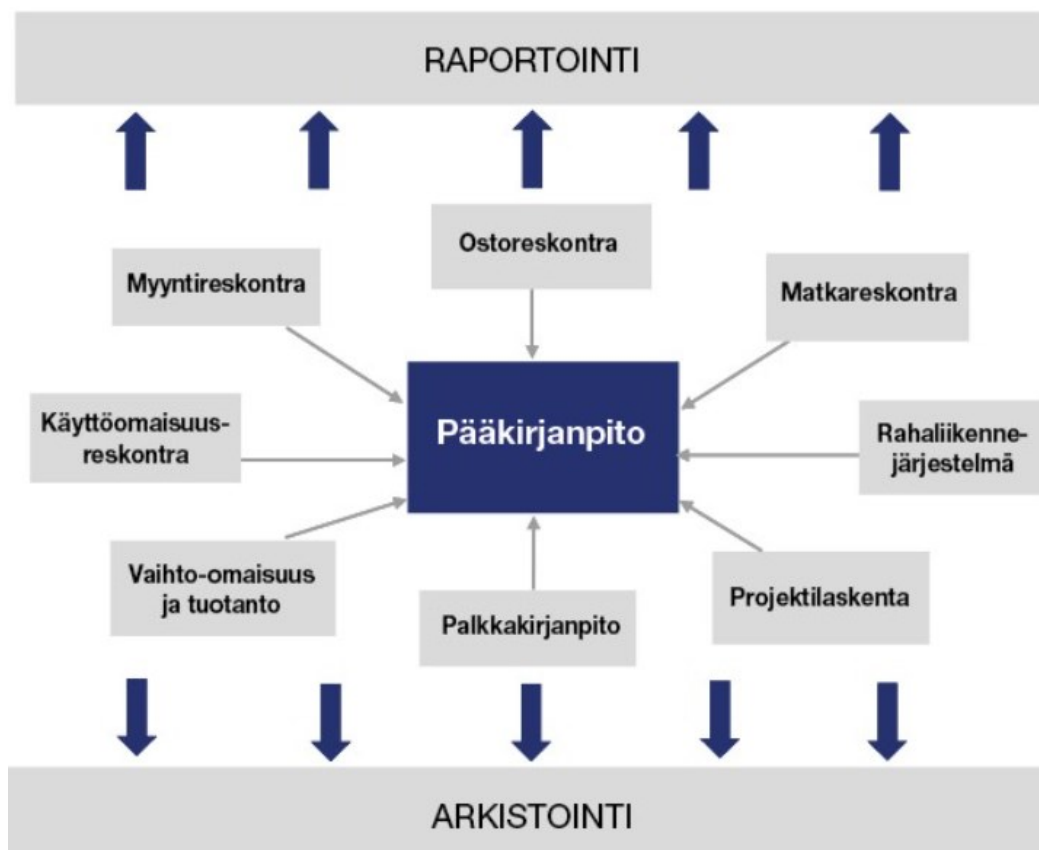 RAPORTOINTI
Ostoreskontra
Myyntireskontra
Matkareskontra
Käyttöomaisuus-
reskontra
Pääkirjanpito
Rahaliikenne-
järjestelmä
Vaihto-omaisuus
ja tuotanto
Palkkakirjanpito
Projektilaskenta
ARKISTOINTI